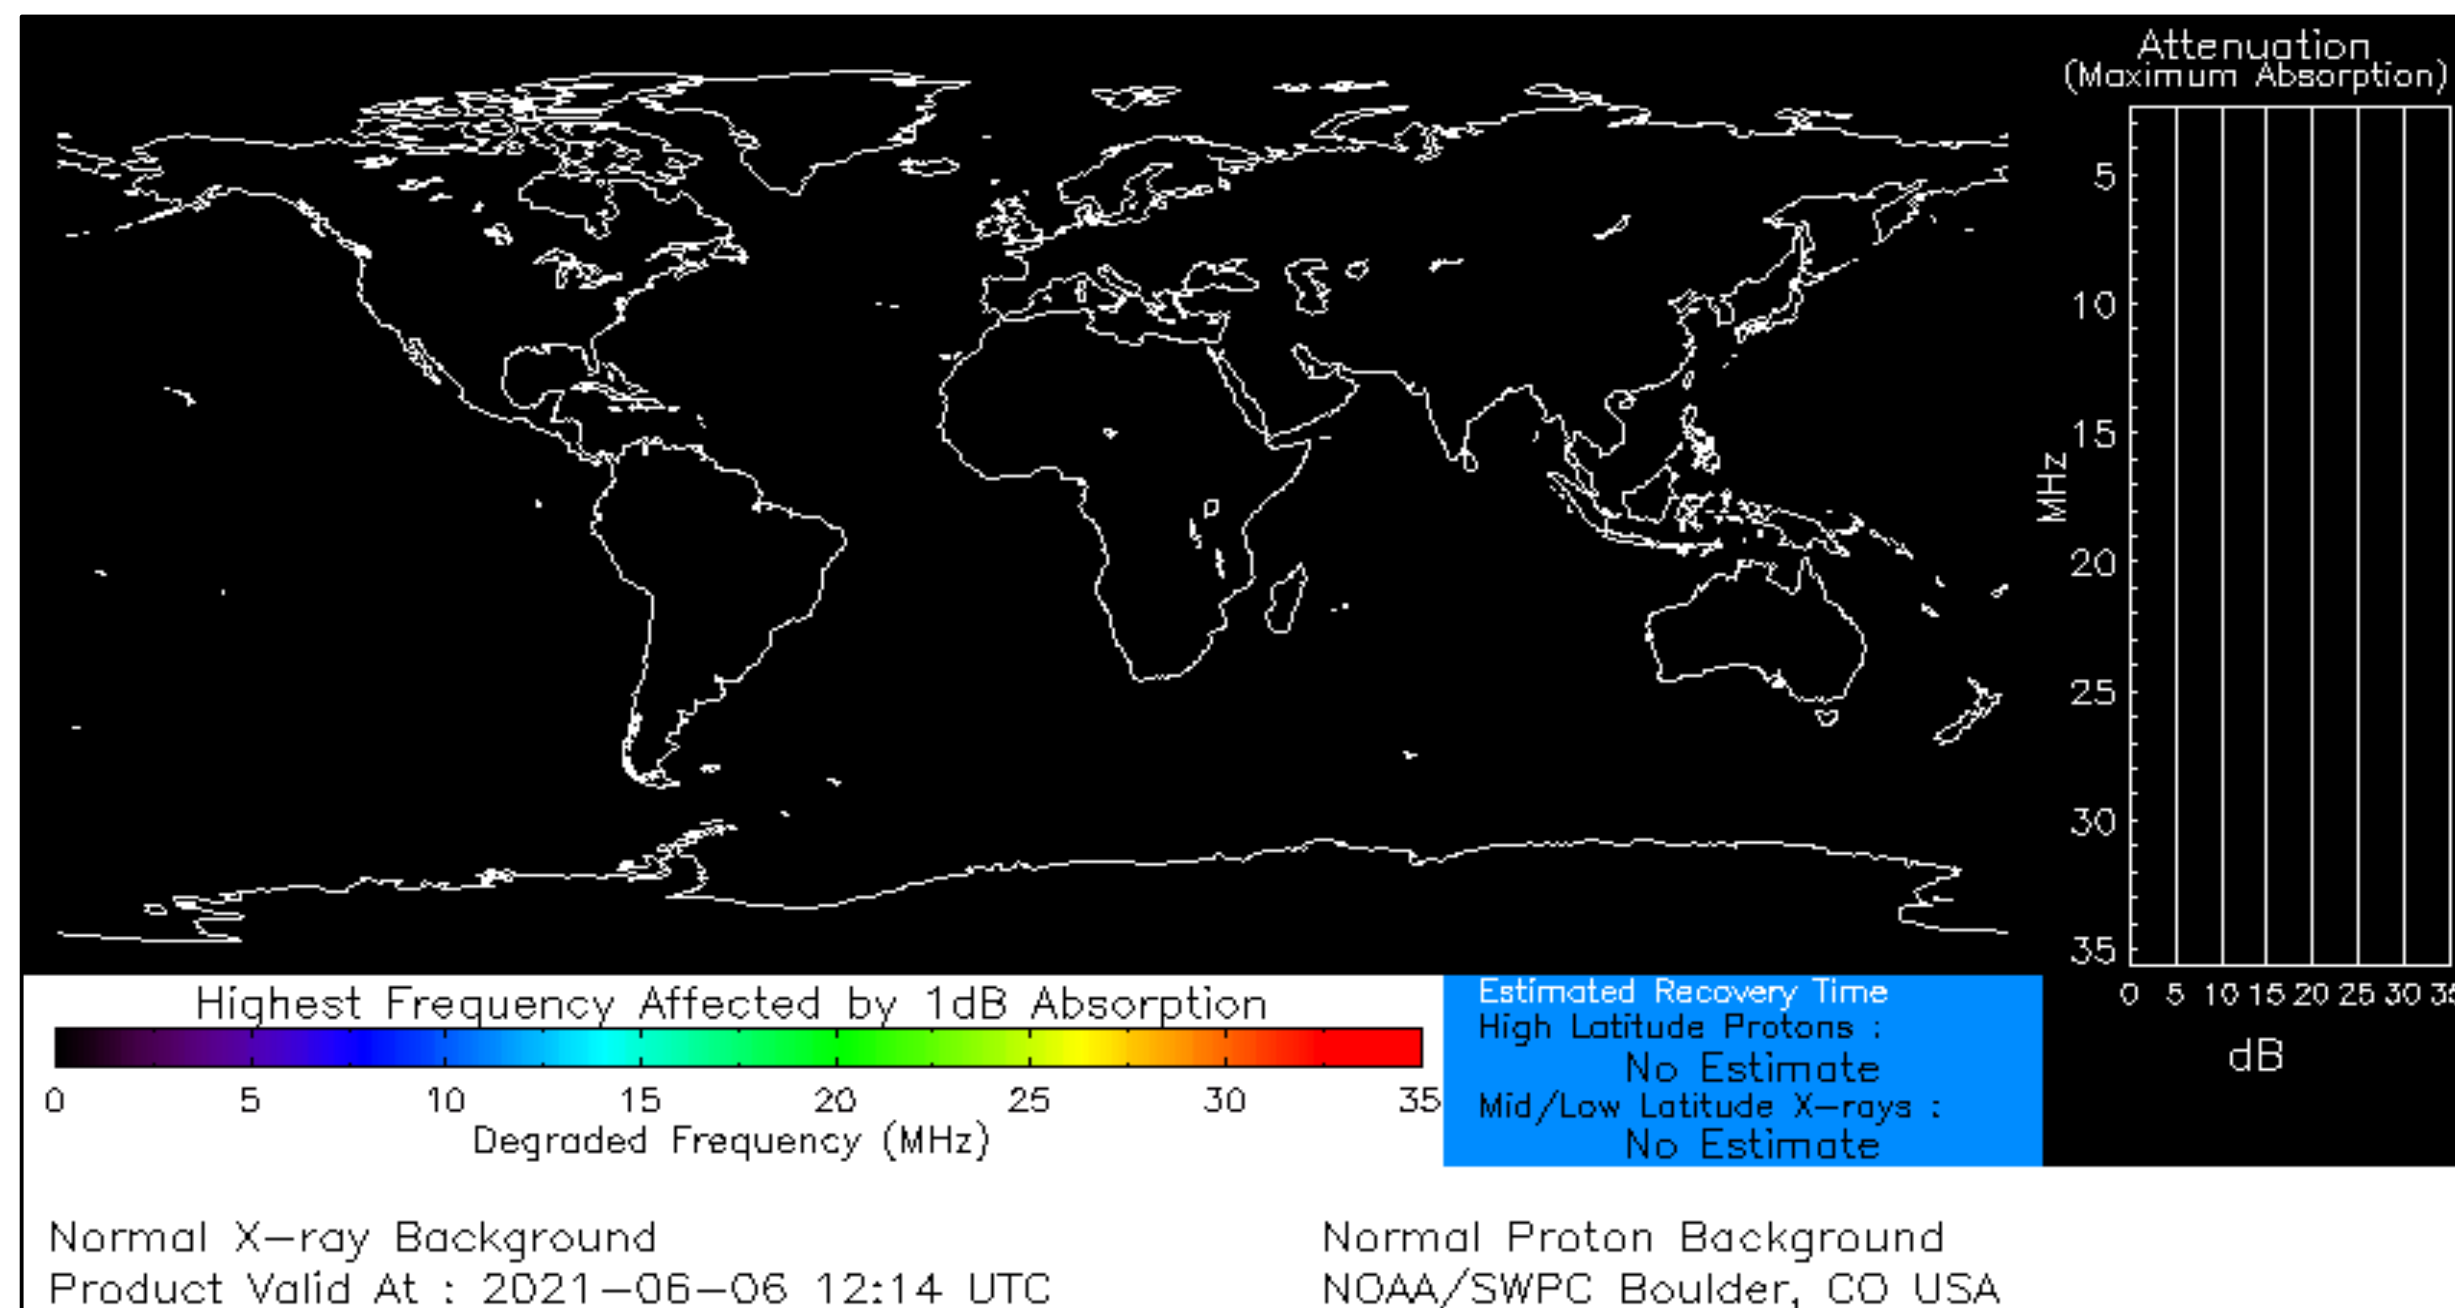 Attenuation
(Maximum Absorption)
5
10
15
20
25
30
35
MHz
0 5 10 15 20 25 30
dB
Highest Frequency Affected by 1dB Absorption
0 5 10 15 20 25 30 35
Degraded Frequency (MHz)
Estimated Recovery Time
High Latitude Protons :
No Estimate
Mid/Low Latitude X-rays :
No Estimate
Normal X-ray Background
Normal Proton Background
Product Valid At : 2021-06-06 12:14 UTC
NOAA/SWPC Boulder, CO USA